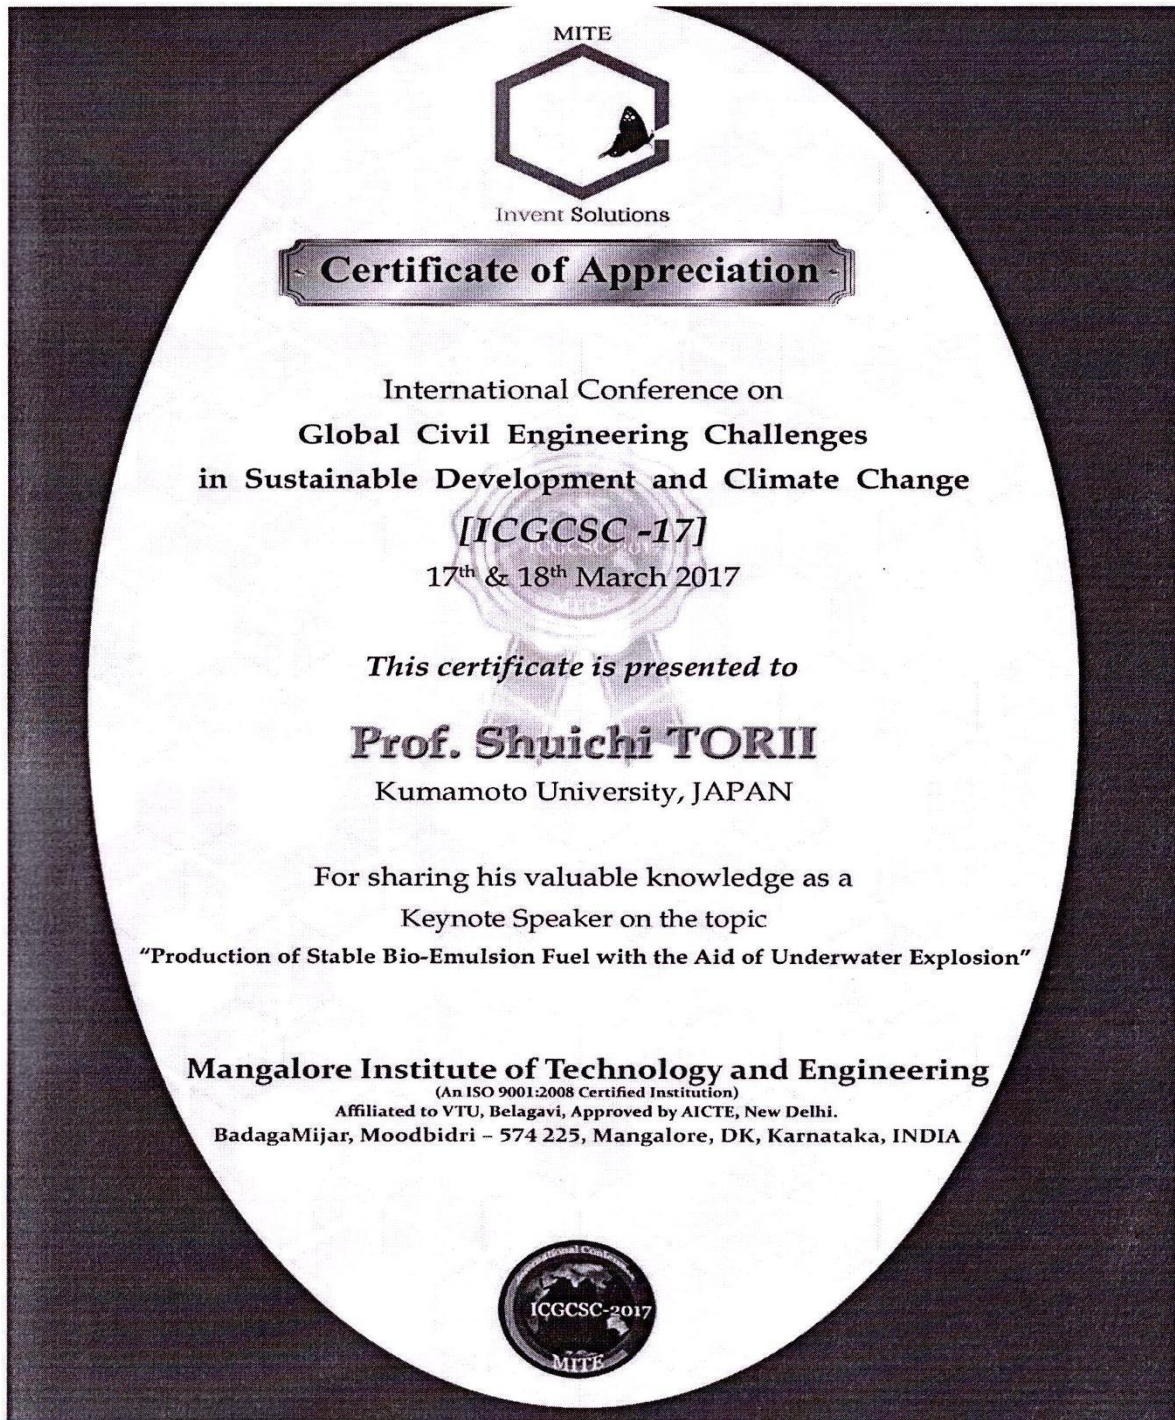 MITE
Invent Solutions
Certificate of Appreciation
International Conference on
Global Civil Engineering Challenges
in Sustainable Development and Climate Change
[ICGCSC -17]
17th & 18th March 2017
This certificate is presented to
Prof. Shuichi TORII
Kumamoto University, JAPAN
For sharing his valuable knowledge as a
Keynote Speaker on the topic
“Production of Stable Bio-Emulsion Fuel with the Aid of Underwater Explosion”
Mangalore Institute of Technology and Engineering
(An ISO 9001:2008 Certified Institution)
Affiliated to VTU, Belagavi, Approved by AICTE, New Delhi.
BadagaMijar, Moodbidri – 574 225, Mangalore, DK, Karnataka, INDIA
International Conference
ICGCSC-2017
MITE